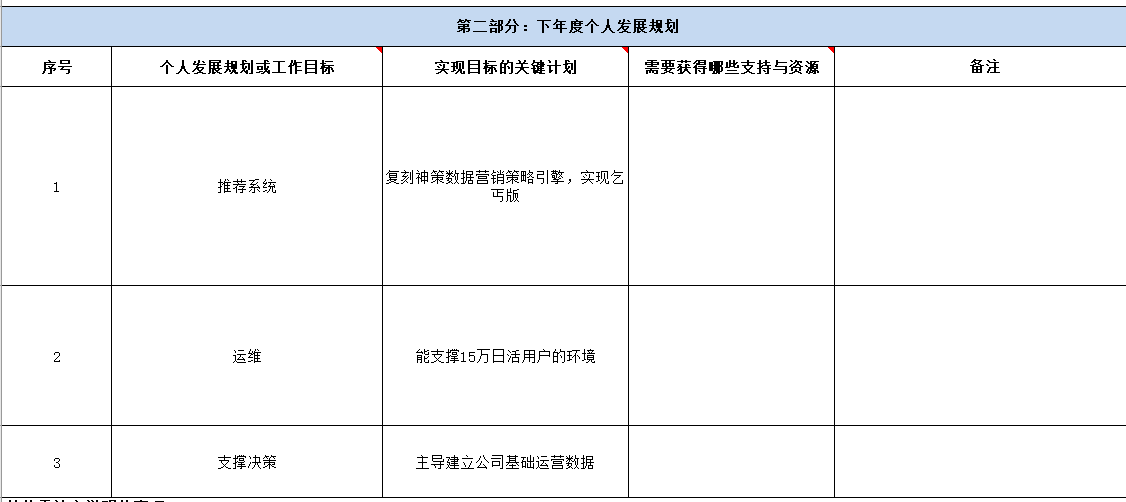 第二部分：下年度个人发展规划
序号 个人发展规划或工作目标 实现目标的关键计划 需要获得哪些支持与资源 备注
1 推荐系统 复刻神策数据营销策略引擎，实现乞
丐版
2 运维 能支撑15万日活用户的环境
3 支撑决策 主导建立公司基础运营数据